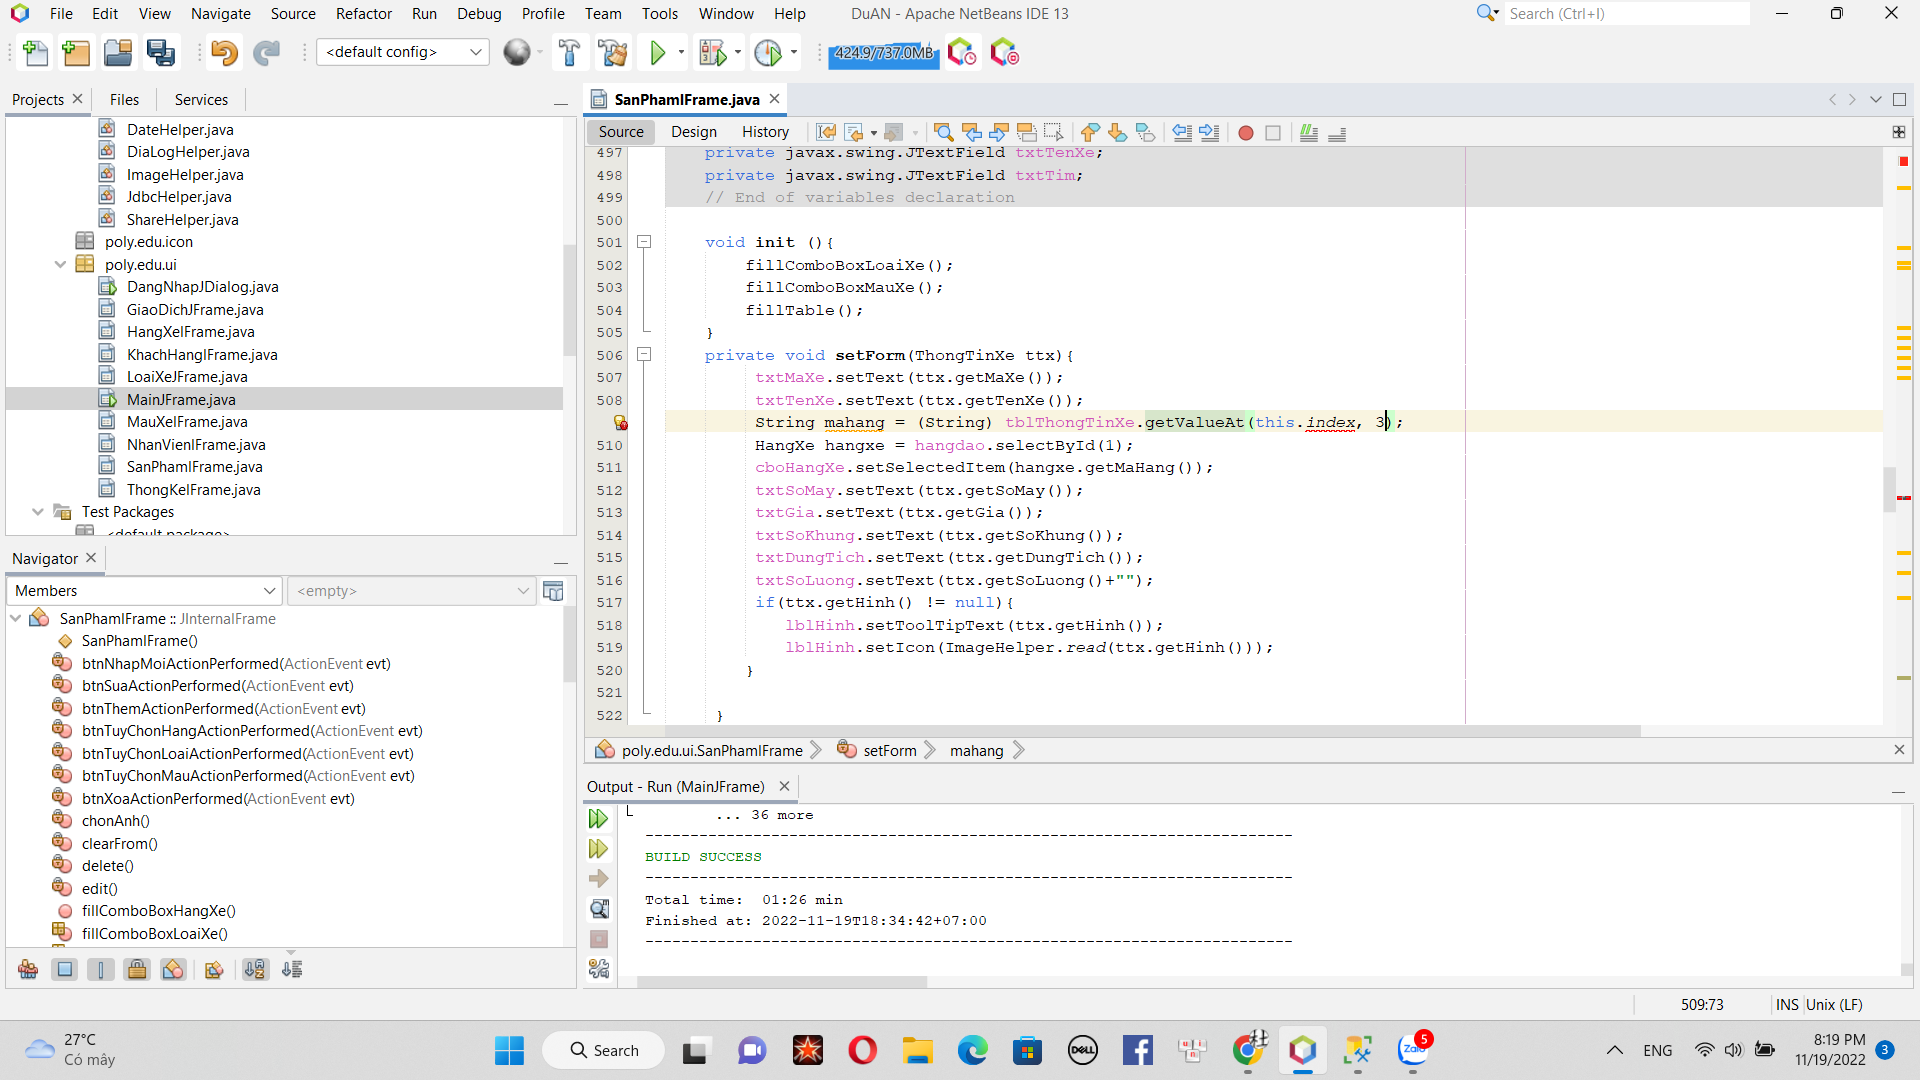 File Edit View Navigate Source Refactor Run Debug Profile Team Tools Window Help DuAN - Apache NetBeans IDE 13 Search (Ctrl+I)
<default config> 424.9/737.0MB
Projects Files Services
DateHelper.java
DiaLogHelper.java
ImageHelper.java
JdbcHelper.java
ShareHelper.java
poly.edu.icon
poly.edu.ui
DangNhapJDialog.java
GiaoDichJFrame.java
HangXeIFrame.java
KhachHangIFrame.java
LoaiXeJFrame.java
MainJFrame.java
MauXeIFrame.java
NhanVienIFrame.java
SanPhamIFrame.java
ThongKeIFrame.java
Test Packages
<default package>
Navigator
Members <empty>
SanPhamIFrame :: JInternalFrame
SanPhamIFrame()
btnNhapMoiActionPerformed(ActionEvent evt)
btnSuaActionPerformed(ActionEvent evt)
btnThemActionPerformed(ActionEvent evt)
btnTuyChonHangActionPerformed(ActionEvent evt)
btnTuyChonLoaiActionPerformed(ActionEvent evt)
btnTuyChonMauActionPerformed(ActionEvent evt)
btnXoaActionPerformed(ActionEvent evt)
chonAnh()
clearFrom()
delete()
edit()
fillComboBoxHangXe()
fillComboBoxLoaiXe()
SanPhamIFrame.java
Source Design History
497 private javax.swing.JTextField txtTenXe;
498 private javax.swing.JTextField txtTim;
499 // End of variables declaration
500
501 void init (){
502 fillComboBoxLoaiXe();
503 fillComboBoxMauXe();
504 fillTable();
505 }
506 private void setForm(ThongTinXe ttx){
507 txtMaXe.setText(ttx.getMaXe());
508 txtTenXe.setText(ttx.getTenXe());
String mahang = (String) tblThongTinXe.getValueAt(this.index, 3);
510 HangXe hangxe = hangdao.selectById(1);
511 cboHangXe.setSelectedItem(hangxe.getMaHang());
512 txtSoMay.setText(ttx.getSoMay());
513 txtGia.setText(ttx.getGia());
514 txtSoKhung.setText(ttx.getSoKhung());
515 txtDungTich.setText(ttx.getDungTich());
516 txtSoLuong.setText(ttx.getSoLuong()+"");
517 if(ttx.getHinh() != null){
518 lblHinh.setToolTipText(ttx.getHinh());
519 lblHinh.setIcon(ImageHelper.read(ttx.getHinh()));
520 }
521
522 }
poly.edu.ui.SanPhamIFrame setForm mahang
Output - Run (MainJFrame)
... 36 more
------------------------------------------------------------------------
BUILD SUCCESS
------------------------------------------------------------------------
Total time:  01:26 min
Finished at: 2022-11-19T18:34:42+07:00
------------------------------------------------------------------------
509:73 INS Unix (LF)
27°C
Có mây
Search
DELL
Zalo
5
ENG
8:19 PM
11/19/2022
3